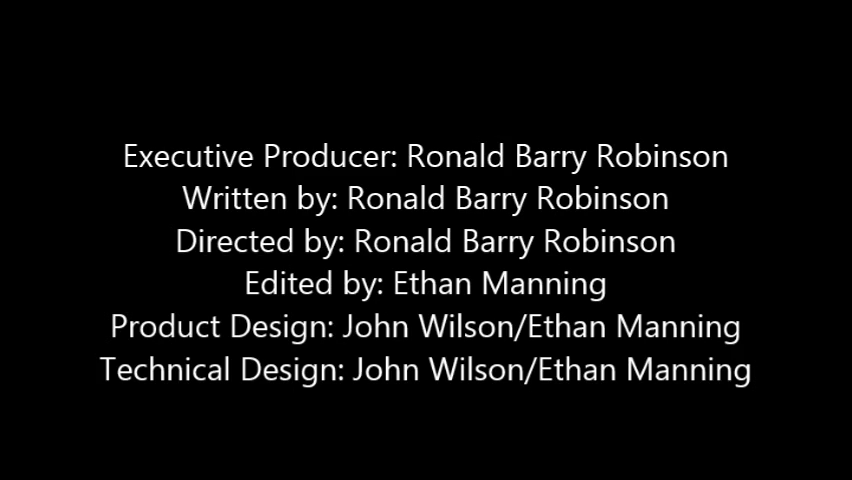 Executive Producer: Ronald Barry Robinson
Written by: Ronald Barry Robinson
Directed by: Ronald Barry Robinson
Edited by: Ethan Manning
Product Design: John Wilson/Ethan Manning
Technical Design: John Wilson/Ethan Manning